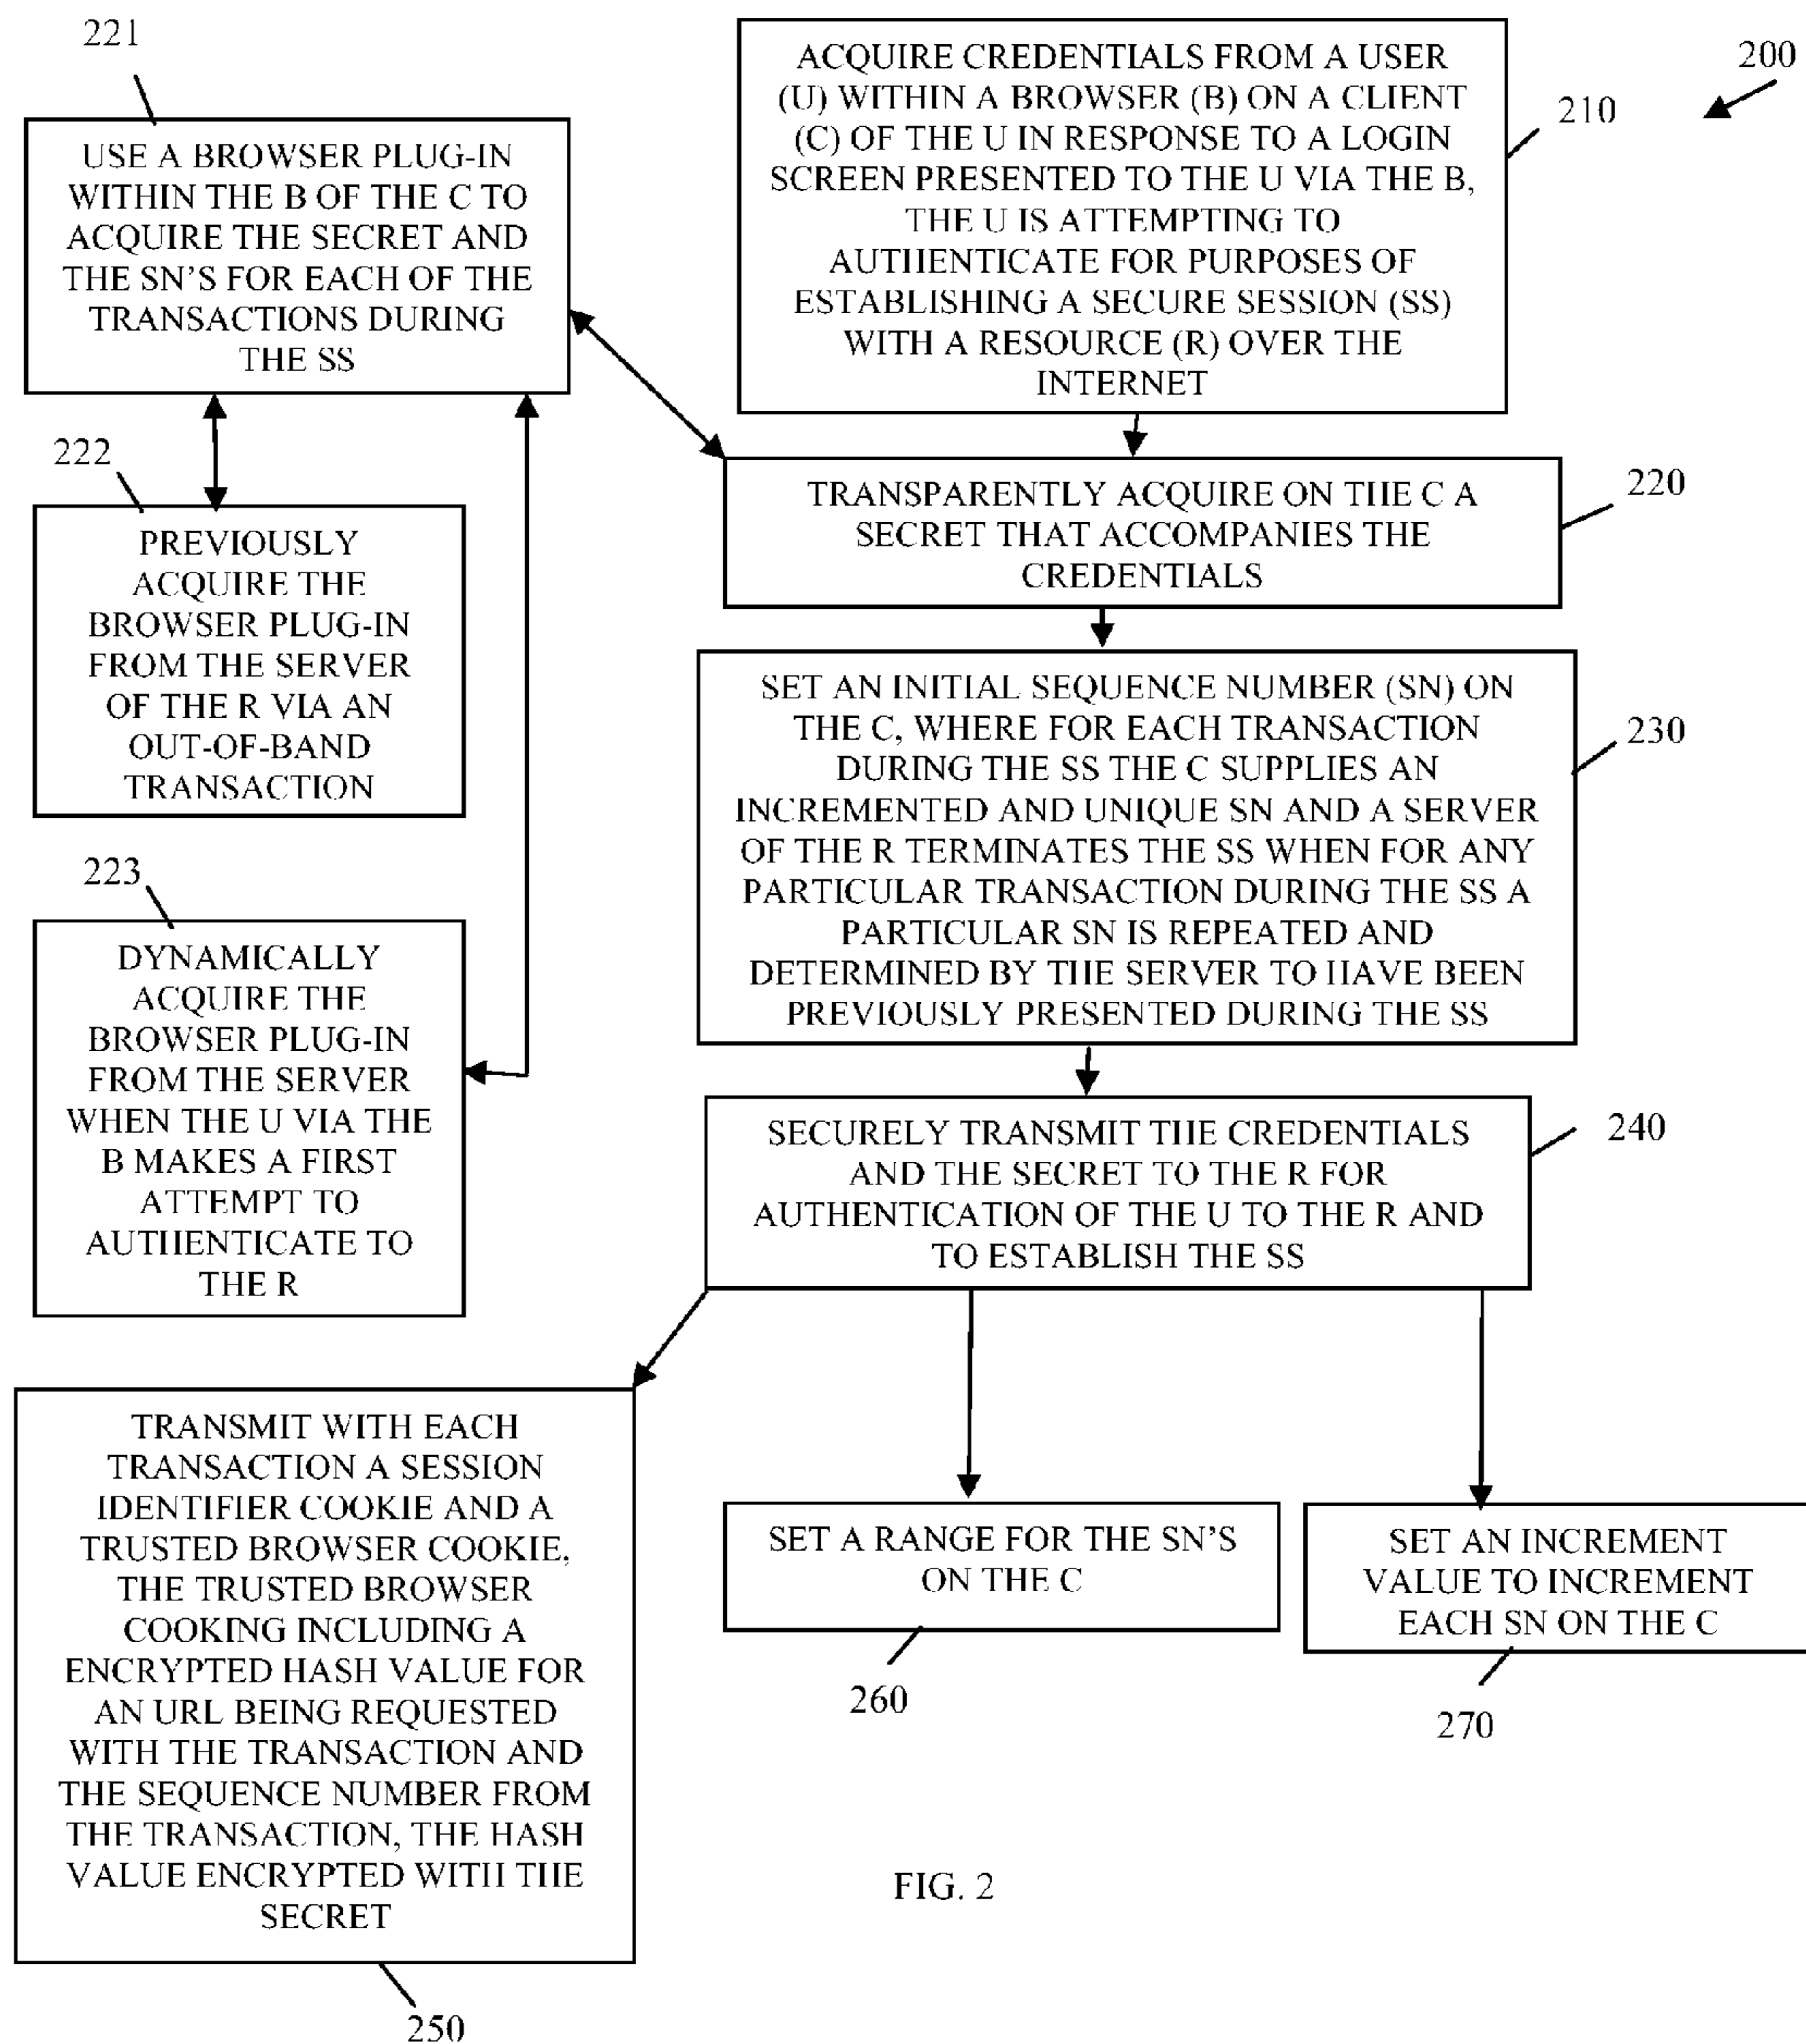 221
USE A BROWSER PLUG-IN
WITHIN THE B OF THE C TO
ACQUIRE THE SECRET AND
THE SN'S FOR EACH OF THE
TRANSACTIONS DURING
THE SS
222
PREVIOUSLY
ACQUIRE THE
BROWSER PLUG-IN
FROM THE SERVER
OF THE R VIA AN
OUT-OF-BAND
TRANSACTION
223
DYNAMICALLY
ACQUIRE THE
BROWSER PLUG-IN
FROM THE SERVER
WHEN THE U VIA THE
B MAKES A FIRST
ATTEMPT TO
AUTHENTICATE TO
THE R
200
ACQUIRE CREDENTIALS FROM A USER
(U) WITHIN A BROWSER (B) ON A CLIENT
(C) OF THE U IN RESPONSE TO A LOGIN
SCREEN PRESENTED TO THE U VIA THE B,
THE U IS ATTEMPTING TO
AUTHENTICATE FOR PURPOSES OF
ESTABLISHING A SECURE SESSION (SS)
WITH A RESOURCE (R) OVER THE
INTERNET
210
TRANSPARENTLY ACQUIRE ON THE C A
SECRET THAT ACCOMPANIES THE
CREDENTIALS
220
SET AN INITIAL SEQUENCE NUMBER (SN) ON
THE C, WHERE FOR EACH TRANSACTION
DURING THE SS THE C SUPPLIES AN
INCREMENTED AND UNIQUE SN AND A SERVER
OF THE R TERMINATES THE SS WHEN FOR ANY
PARTICULAR TRANSACTION DURING THE SS A
PARTICULAR SN IS REPEATED AND
DETERMINED BY THE SERVER TO HAVE BEEN
PREVIOUSLY PRESENTED DURING THE SS
230
SECURELY TRANSMIT THE CREDENTIALS
AND THE SECRET TO THE R FOR
AUTHENTICATION OF THE U TO THE R AND
TO ESTABLISH THE SS
240
TRANSMIT WITH EACH
TRANSACTION A SESSION
IDENTIFIER COOKIE AND A
TRUSTED BROWSER COOKIE,
THE TRUSTED BROWSER
COOKING INCLUDING A
ENCRYPTED HASH VALUE FOR
AN URL BEING REQUESTED
WITH THE TRANSACTION AND
THE SEQUENCE NUMBER FROM
THE TRANSACTION, THE HASH
VALUE ENCRYPTED WITH THE
SECRET
250
SET A RANGE FOR THE SN'S
ON THE C
260
SET AN INCREMENT
VALUE TO INCREMENT
EACH SN ON THE C
270
FIG. 2